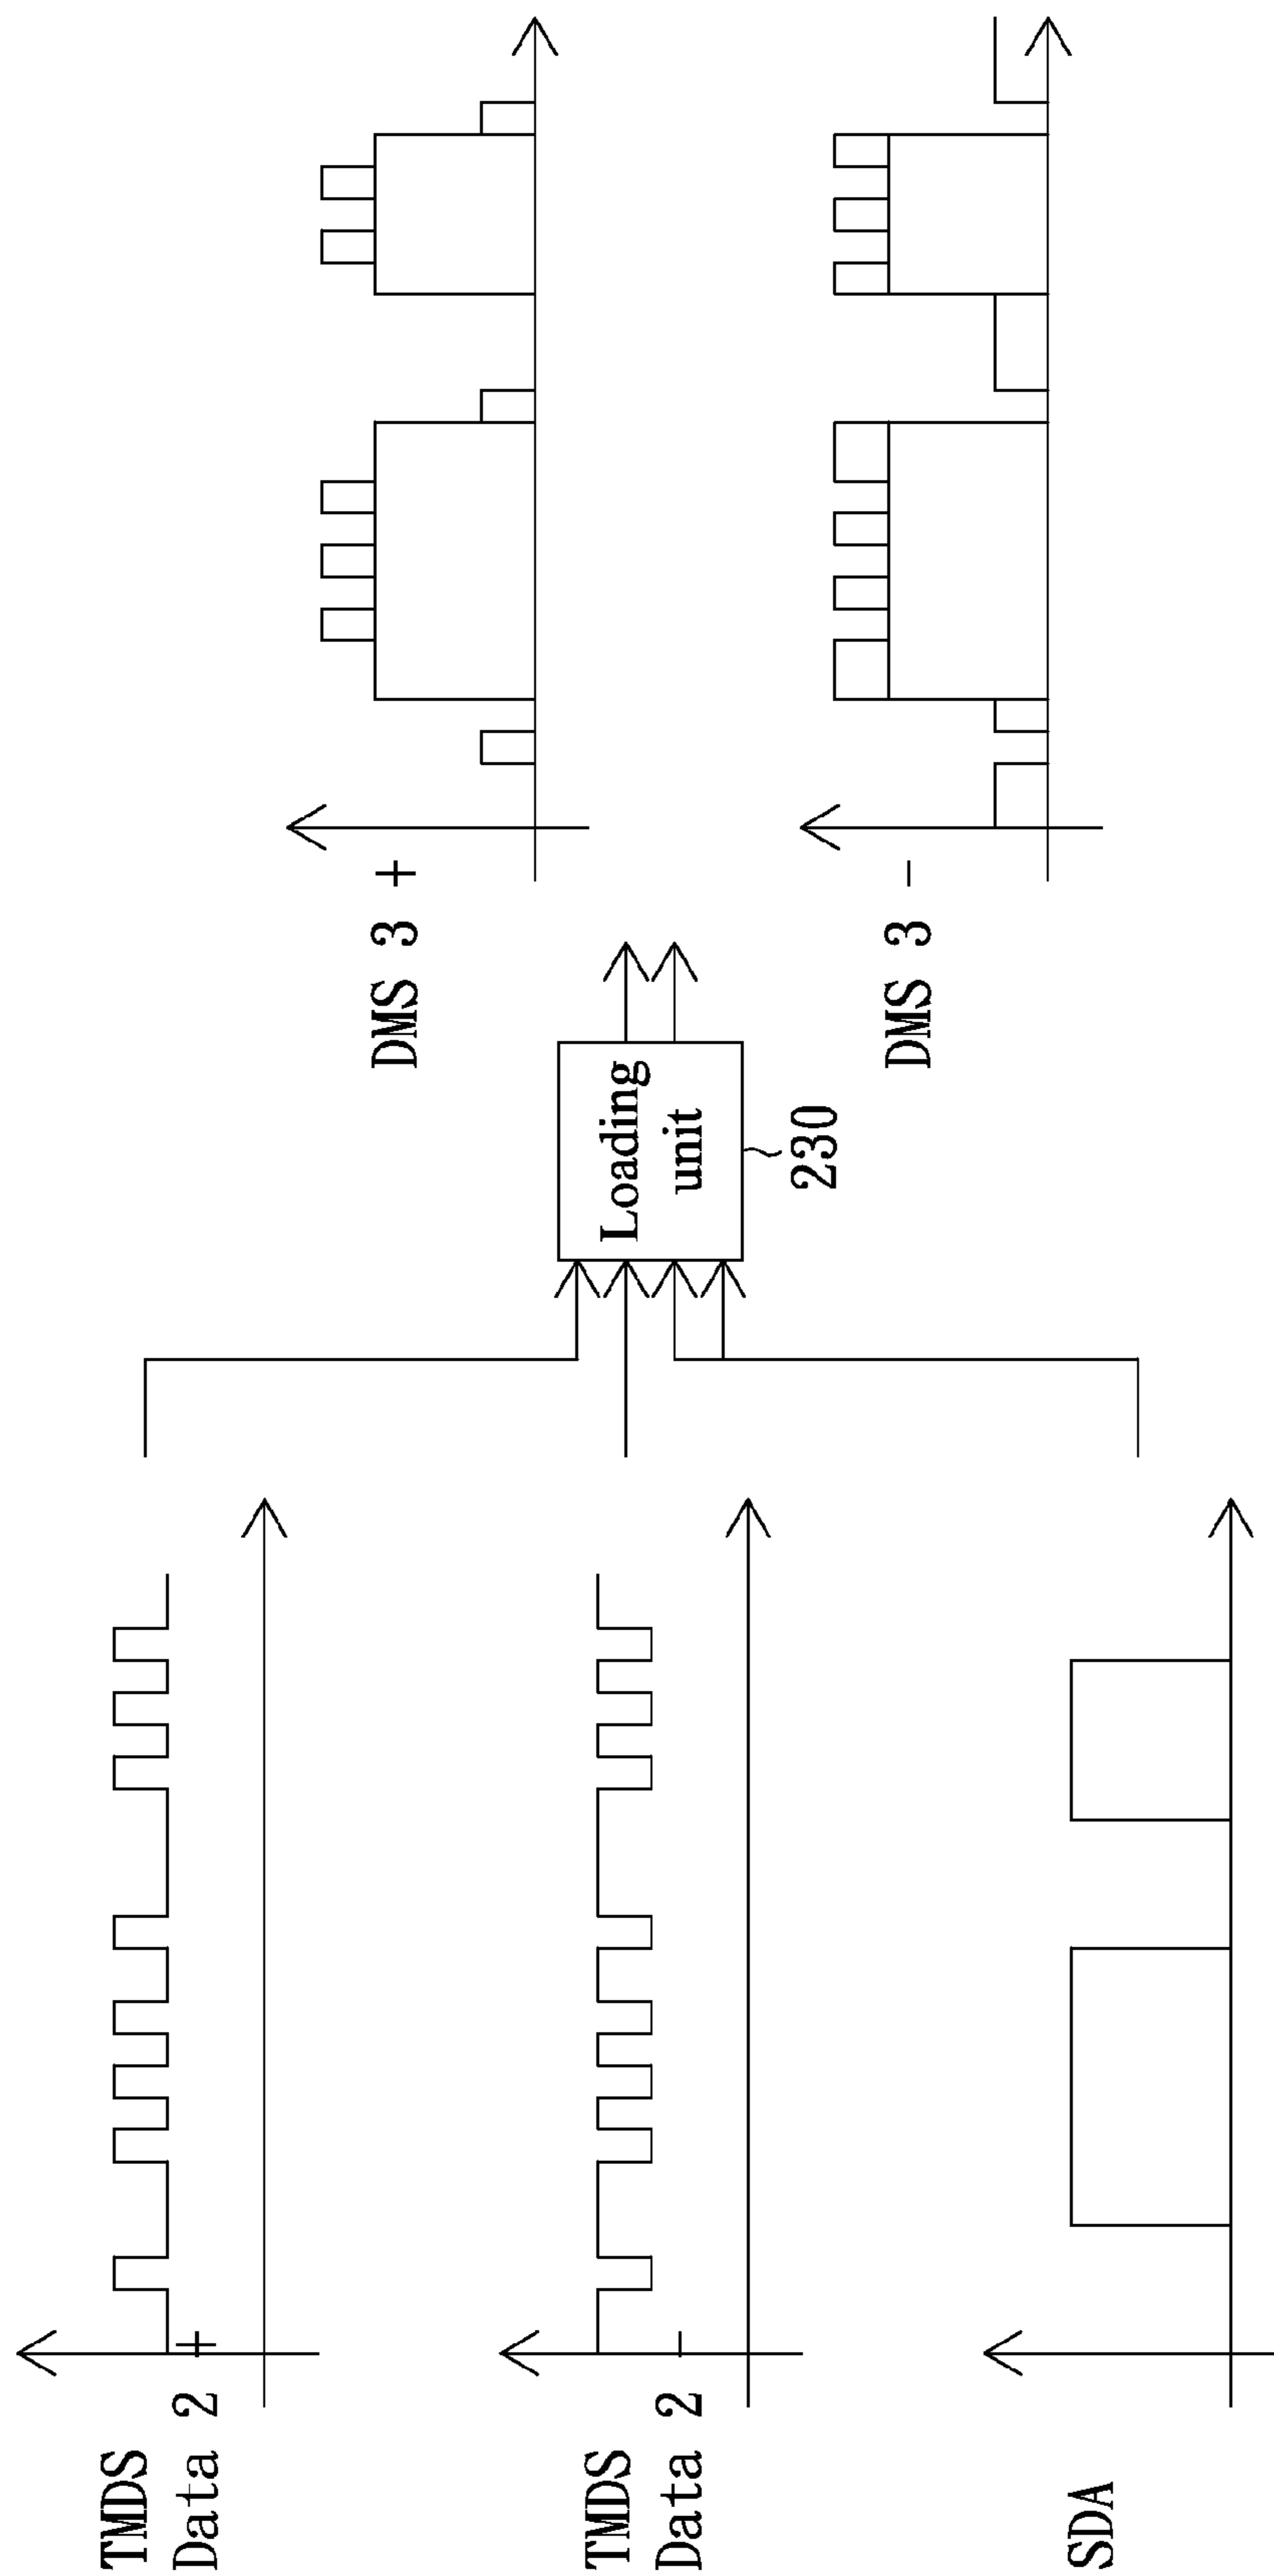 TMDS
Data 2 +
TMDS
Data 2 -
SDA
Loading
unit
230
DMS 3 +
DMS 3 -